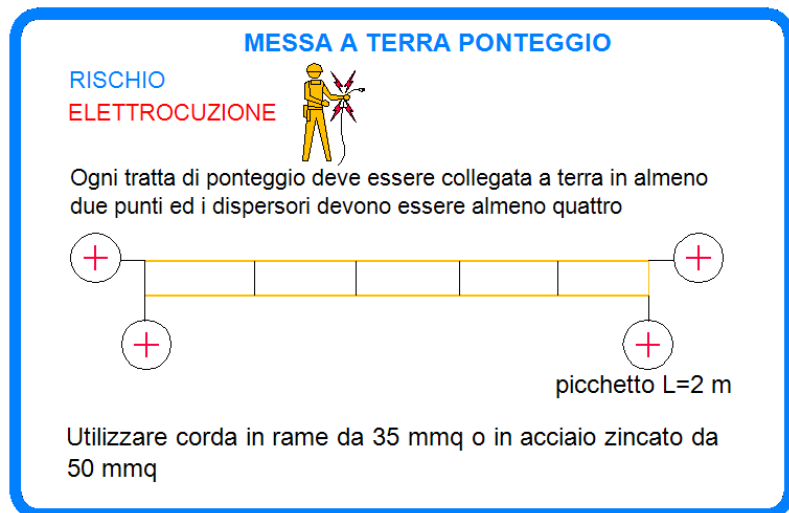 MESSA A TERRA PONTEGGIO
RISCHIO
ELETTROCUZIONE
Ogni tratta di ponteggio deve essere collegata a terra in almeno
due punti ed i dispersori devono essere almeno quattro
picchetto L=2 m
Utilizzare corda in rame da 35 mmq o in acciaio zincato da
50 mmq